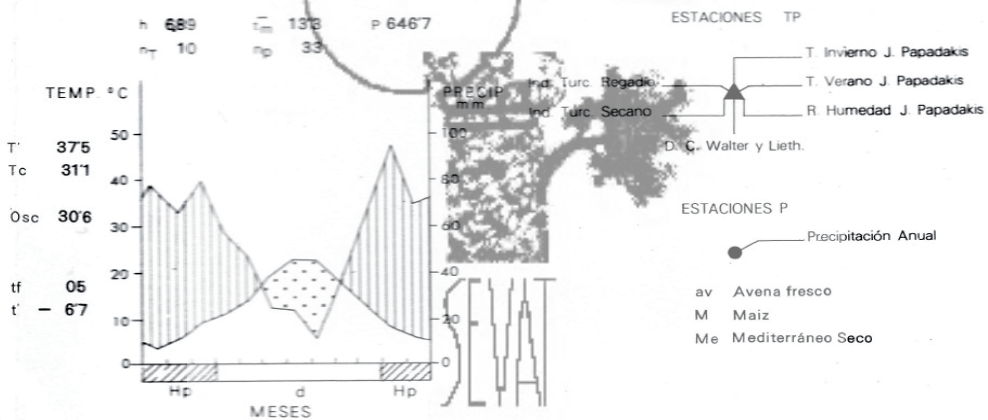 h 689 T̄m 13'3 P 646'7
nT 10 np 33
TEMP. °C
PRECIP
mm
T' 37'5
Tc 31'1
Osc 30'6
tf 05
t' - 6'7
50
40
30
20
10
0
100
80
60
40
20
0
Hp d Hp
MESES
SEVA
ESTACIONES TP
T. Invierno J. Papadakis
Ind. Turc. Regadío
T. Verano J. Papadakis
Ind. Turc. Secano
R. Humedad J. Papadakis
D. C. Walter y Lieth.
ESTACIONES P
Precipitación Anual
av Avena fresco
M Maiz
Me Mediterráneo Seco